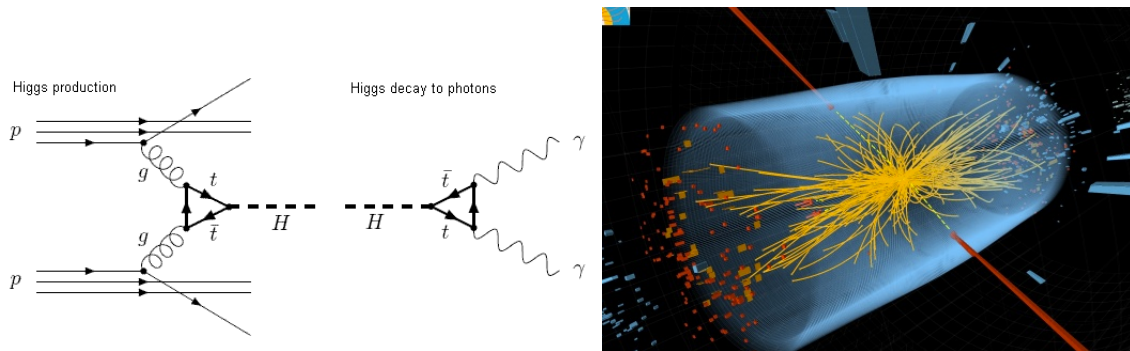 Higgs production
Higgs decay to photons
p
g
t
t̄
H
g
p
t̄
t
H
γ
γ